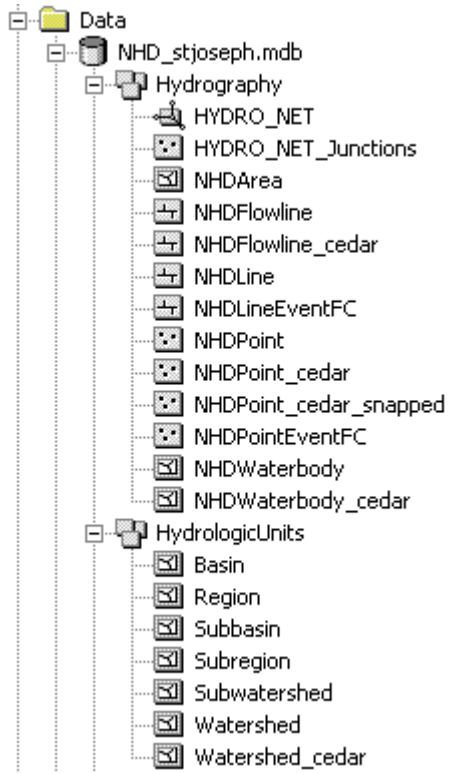 Data
NHD_stjoseph.mdb
Hydrography
HYDRO_NET
HYDRO_NET_Junctions
NHDArea
NHDFlowline
NHDFlowline_cedar
NHDLine
NHDLineEventFC
NHDPoint
NHDPoint_cedar
NHDPoint_cedar_snapped
NHDPointEventFC
NHDWaterbody
NHDWaterbody_cedar
HydrologicUnits
Basin
Region
Subbasin
Subregion
Subwatershed
Watershed
Watershed_cedar